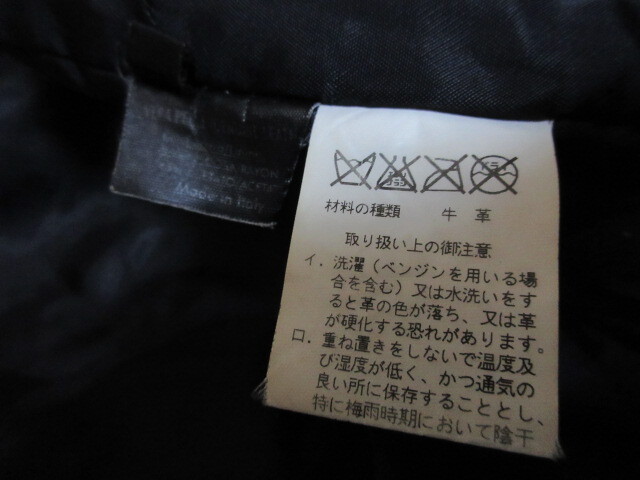 Made in Italy
材料の種類 牛革
取り扱い上の御注意
イ．洗濯（ベンジンを用いる場
合を含む）又は水洗いをす
ると革の色が落ち、又は革
が硬化する恐れがあります。
ロ．重ね置きをしないで温度及
び湿度が低く、かつ通気の
良い所に保存することとし、
特に梅雨時期において陰干